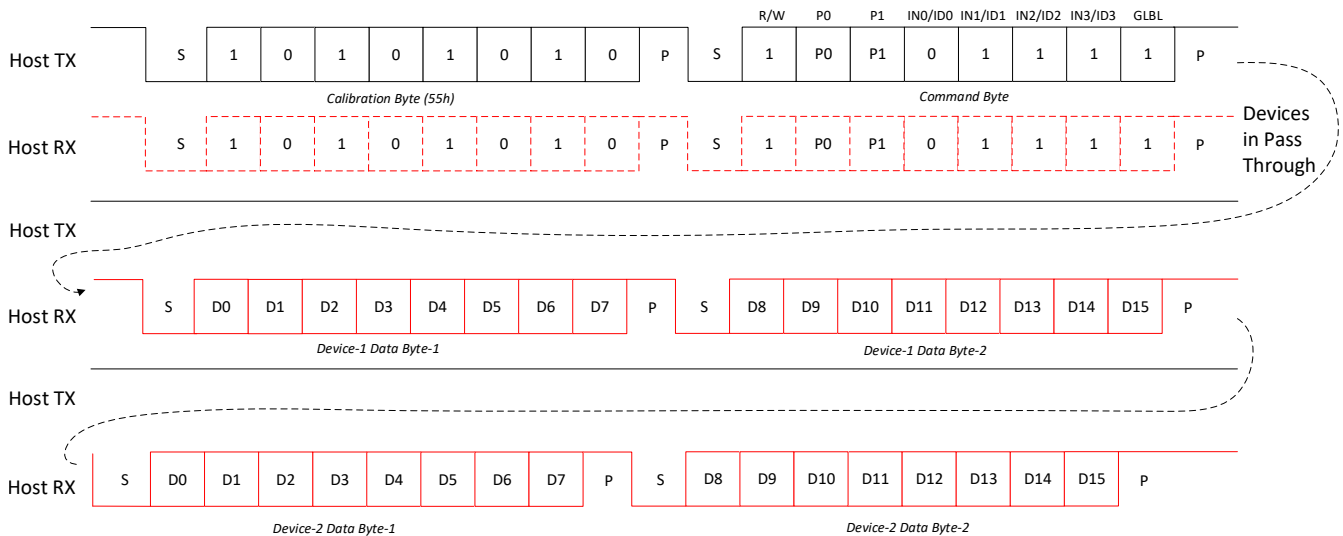 R/W P0 P1 IN0/ID0 IN1/ID1 IN2/ID2 IN3/ID3 GLBL
Host TX S 1 0 1 0 1 0 1 0 P S 1 P0 P1 0 1 1 1 1 P
Calibration Byte (55h) Command Byte
Host RX S 1 0 1 0 1 0 1 0 P S 1 P0 P1 0 1 1 1 1 P
Devices
in Pass
Through
Host TX
Host RX S D0 D1 D2 D3 D4 D5 D6 D7 P S D8 D9 D10 D11 D12 D13 D14 D15 P
Device-1 Data Byte-1 Device-1 Data Byte-2
Host TX
Host RX S D0 D1 D2 D3 D4 D5 D6 D7 P S D8 D9 D10 D11 D12 D13 D14 D15 P
Device-2 Data Byte-1 Device-2 Data Byte-2